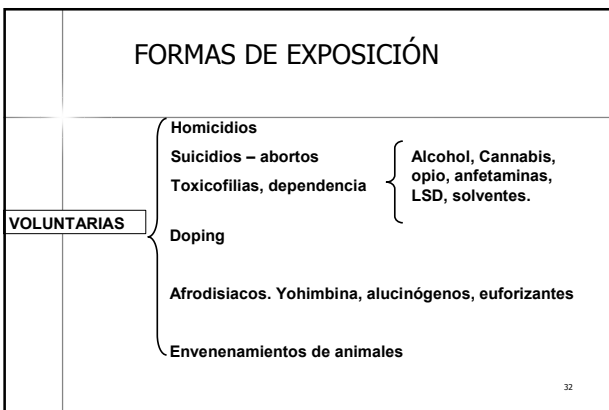 FORMAS DE EXPOSICIÓN
VOLUNTARIAS
Homicidios
Suicidios – abortos
Toxicofilias, dependencia
Alcohol, Cannabis,
opio, anfetaminas,
LSD, solventes.
Doping
Afrodisiacos. Yohimbina, alucinógenos, euforizantes
Envenenamientos de animales
32